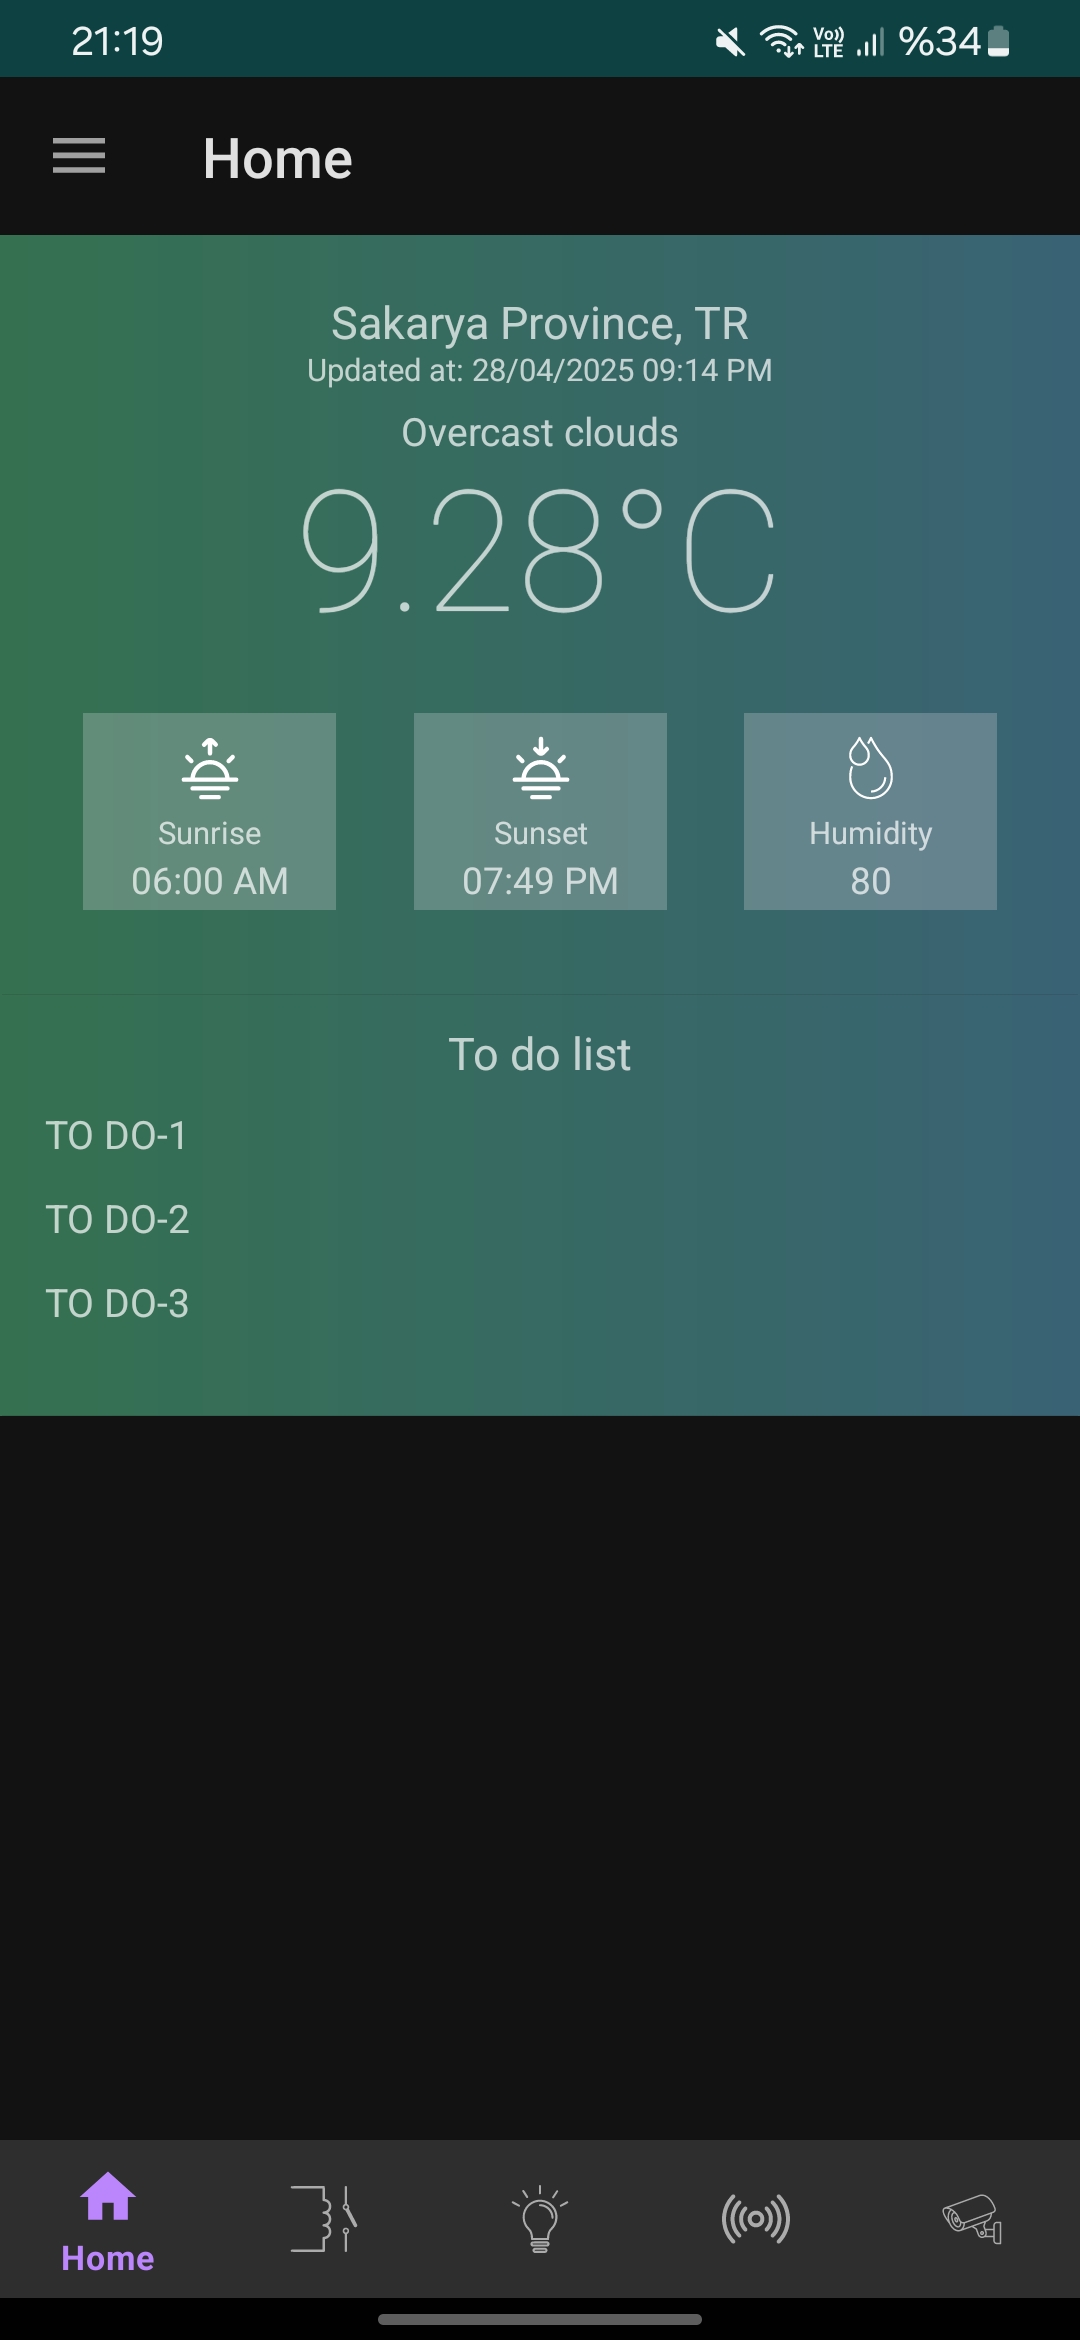 21:19
Vo))
LTE
%34
Home
Sakarya Province, TR
Updated at: 28/04/2025 09:14 PM
Overcast clouds
9.28°C
Sunrise
06:00 AM
Sunset
07:49 PM
Humidity
80
To do list
TO DO-1
TO DO-2
TO DO-3
Home